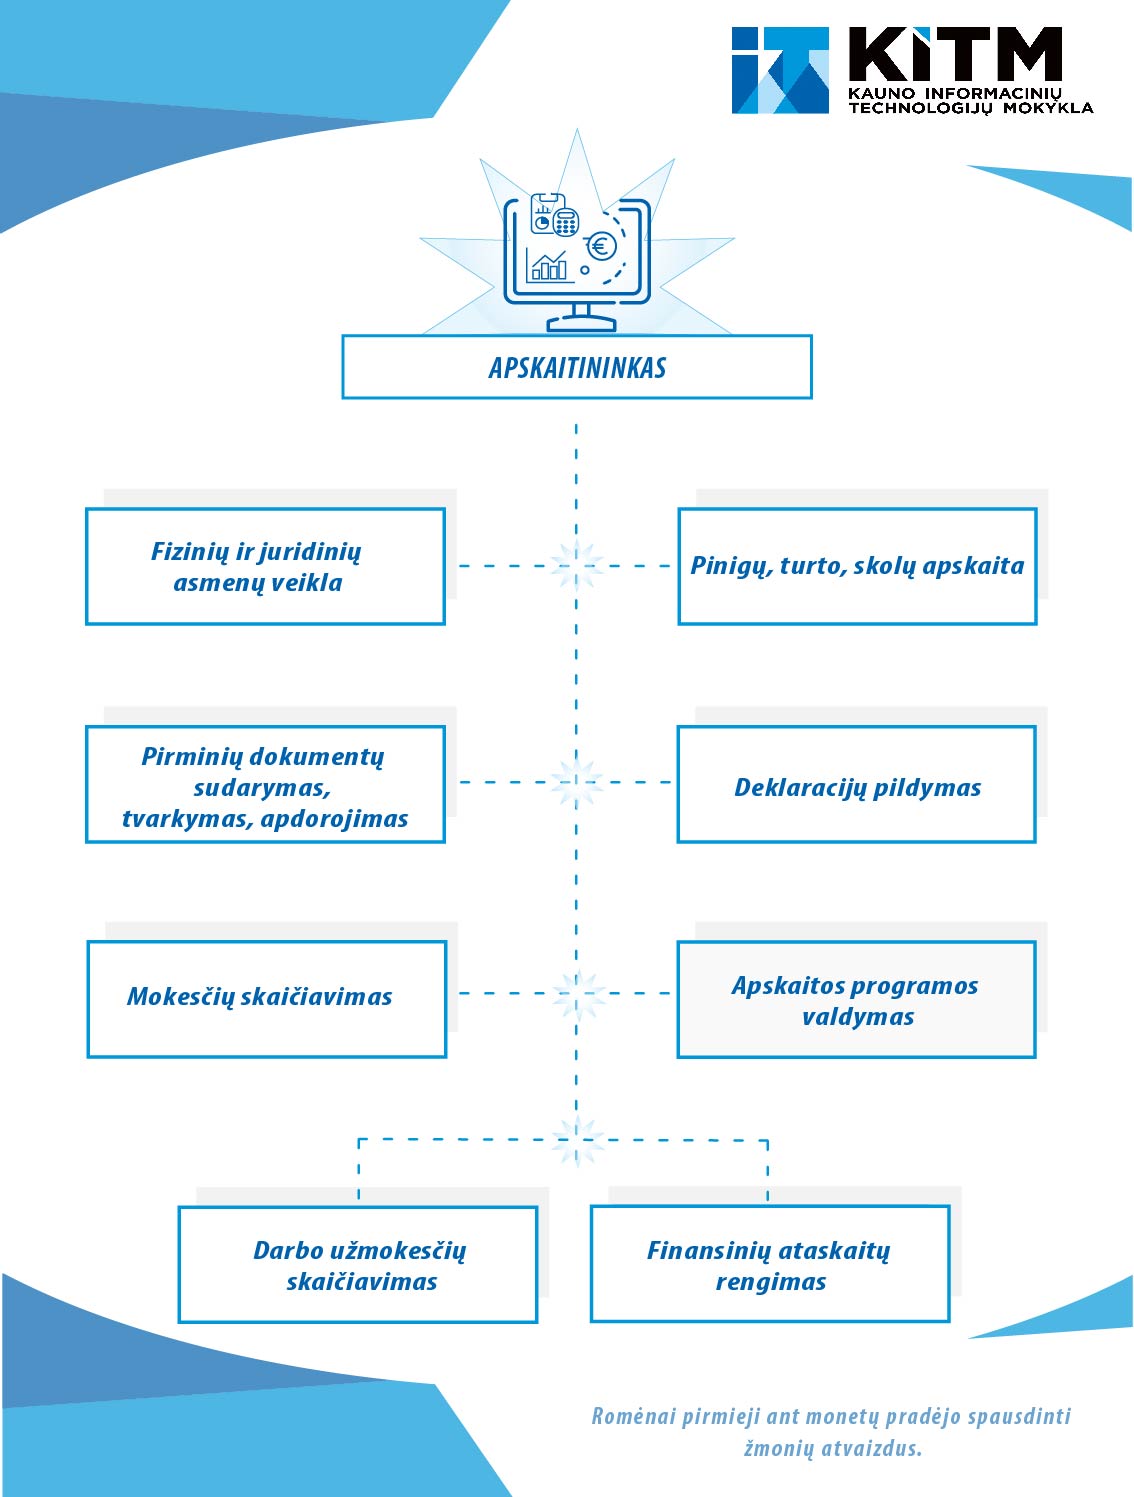 KiTM
KAUNO INFORMACINIŲ
TECHNOLOGIJŲ MOKYKLA
APSKAITININKAS
Fizinių ir juridinių
asmenų veikla
Pinigų, turto, skolų apskaita
Pirminių dokumentų
sudarymas,
tvarkymas, apdorojimas
Deklaracijų pildymas
Mokesčių skaičiavimas
Apskaitos programos
valdymas
Darbo užmokesčių
skaičiavimas
Finansinių ataskaitų
rengimas
Romėnai pirmieji ant monetų pradėjo spausdinti
žmonių atvaizdus.